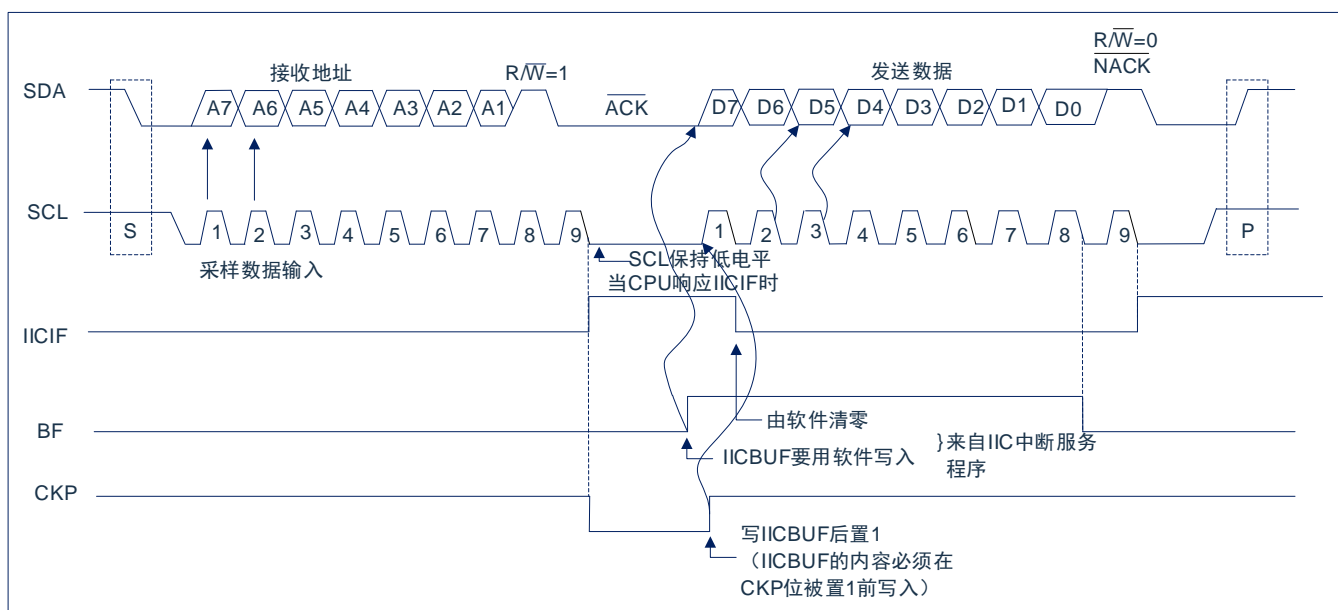 R/W=0
NACK
接收地址
R/W=1
发送数据
SDA
A7 A6 A5 A4 A3 A2 A1
ACK
D7 D6 D5 D4 D3 D2 D1 D0
SCL
S
1 2 3 4 5 6 7 8 9
1 2 3 4 5 6 7 8 9
P
采样数据输入
SCL保持低电平
当CPU响应IICIF时
IICIF
由软件清零
BF
IICBUF要用软件写入
}来自IIC中断服务
程序
CKP
写IICBUF后置1
（IICBUF的内容必须在
CKP位被置1前写入）